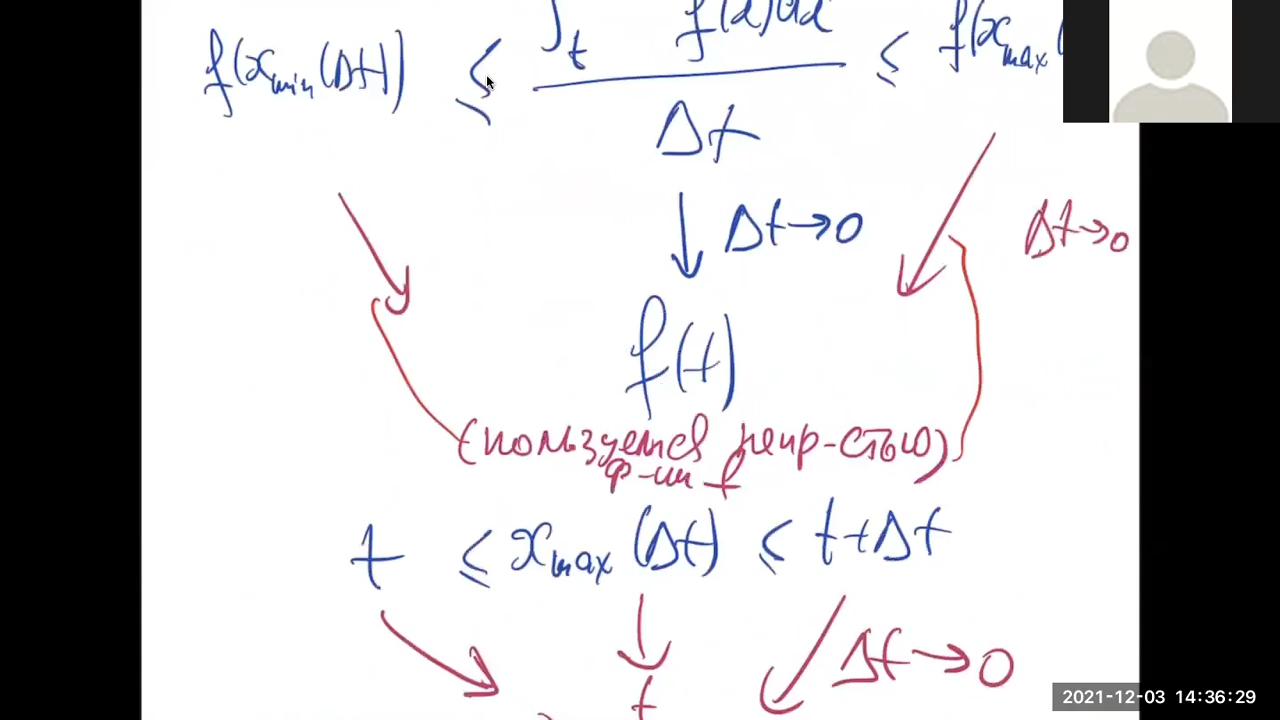 f(x_min(Δt)) ≤ ∫_t f(x)dx / Δt ≤ f(x_max(
↓ Δt→0
Δt→0
f(t)
(пользуемся непр-стью)
ф-ии f
t ≤ x_max(Δt) ≤ t+Δt
Δt→0
t
2021-12-03 14:36:29